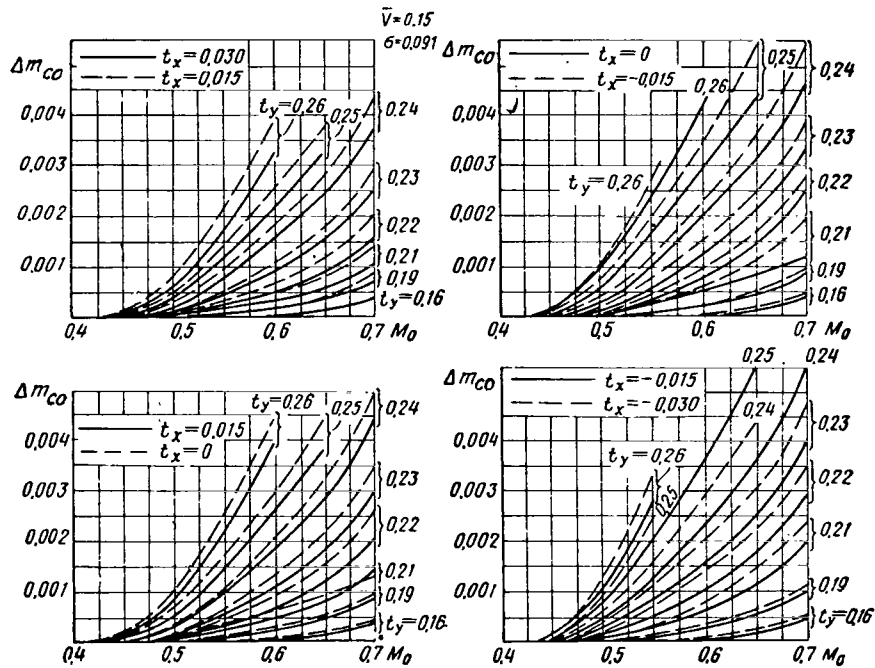 V̄=0.15
σ=0,091
Δm_co
t_x=0,030
t_x=0,015
t_y=0,26
0,25
0,24
0,004
0,003
0,23
0,002
0,22
0,21
0,001
0,19
t_y=0,16
0,4 0,5 0,6 0,7 M_0
Δm_co
t_x=0
t_x=-0,015
0,25
0,24
0,004
0,26
0,23
0,003
t_y=0,26
0,22
0,002
0,21
0,001
0,19
0,16
0,4 0,5 0,6 0,7 M_0
Δm_co
t_x=0,015
t_x=0
t_y=0,26
0,25
0,24
0,004
0,003
0,23
0,002
0,22
0,001
0,21
0,19
t_y=0,16
0,4 0,5 0,6 0,7 M_0
0,25 0,24
Δm_co
t_x=-0,015
t_x=-0,030
0,24
0,23
0,004
t_y=0,26
0,22
0,003
0,25
0,21
0,002
0,001
0,19
t_y=0,16
0,4 0,5 0,6 0,7 M_0